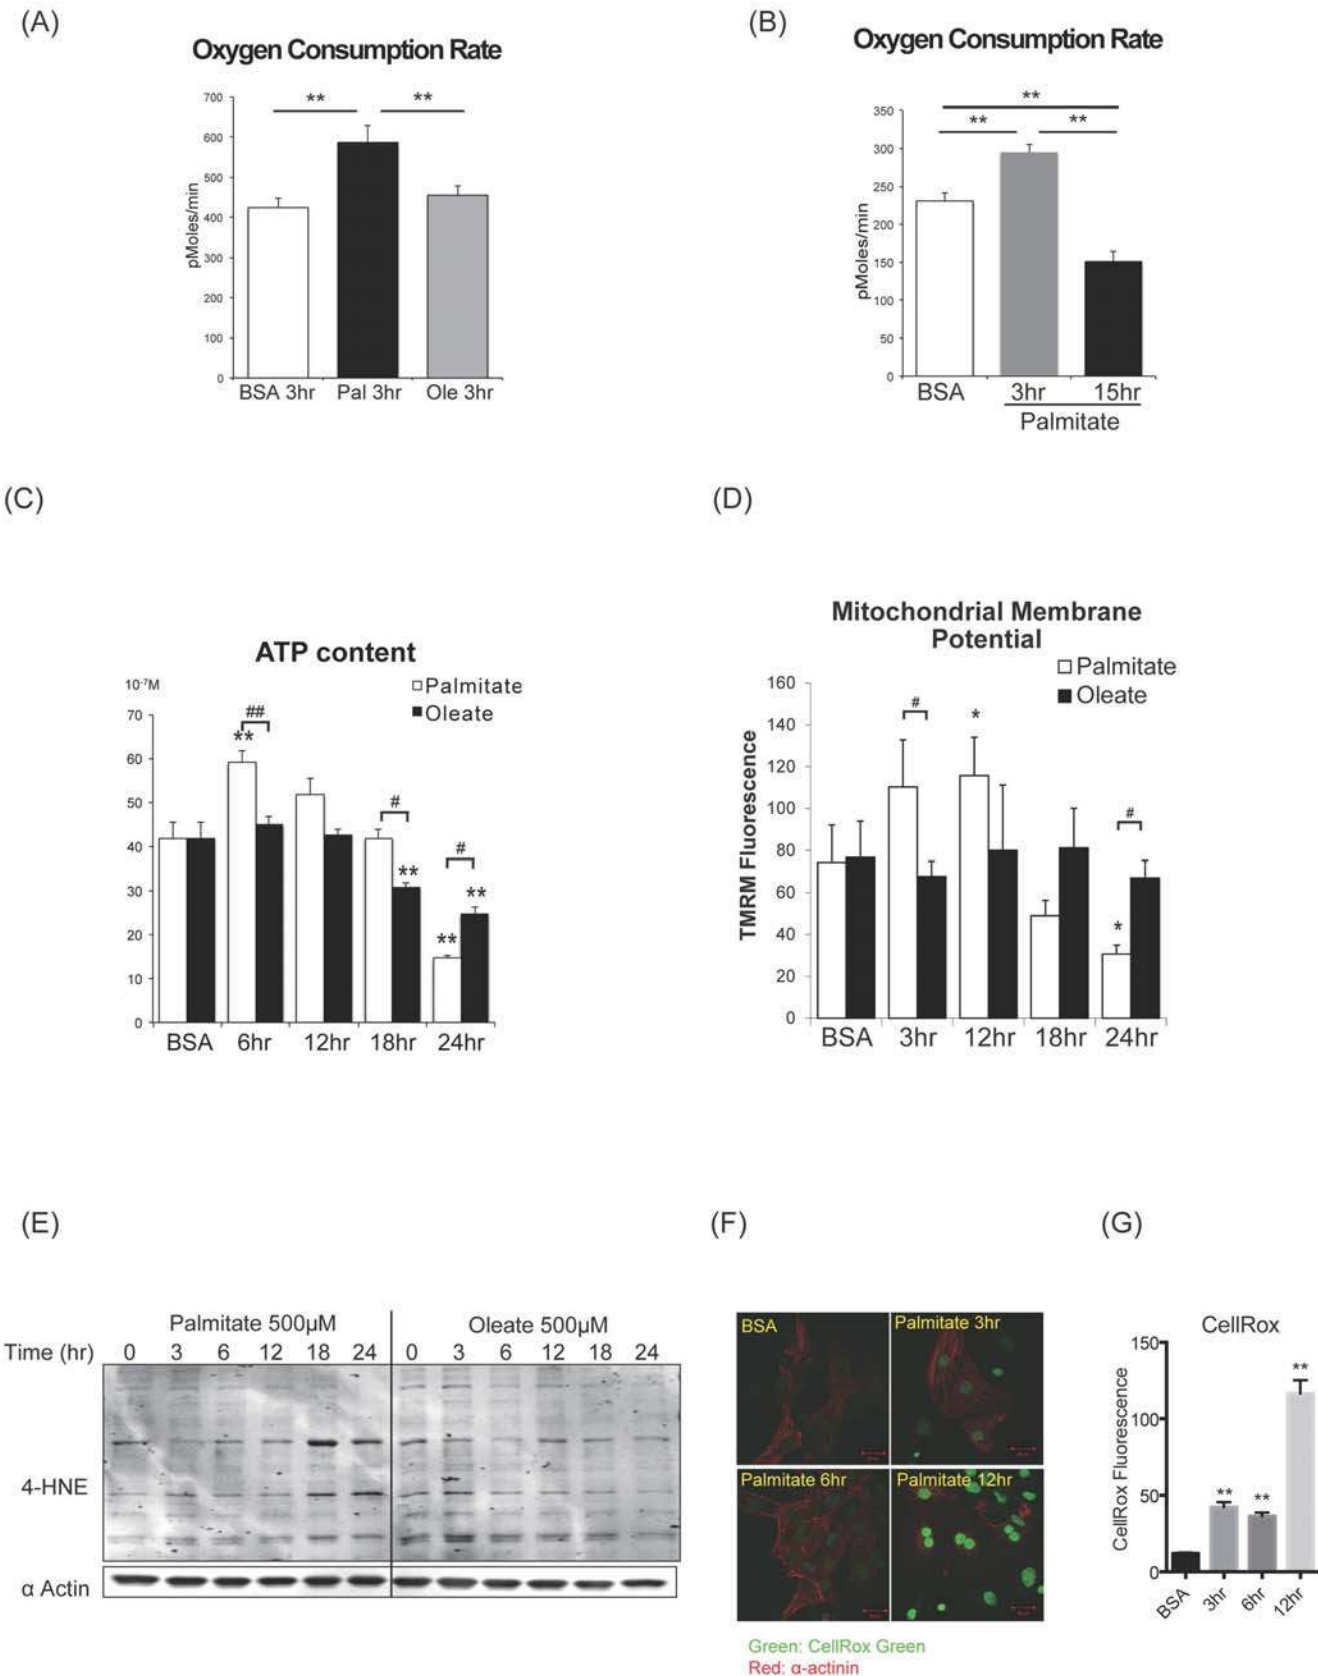 (A)
Oxygen Consumption Rate
700
600
500
400
300
200
100
0
pMoles/min
** **
BSA 3hr Pal 3hr Ole 3hr
(B)
Oxygen Consumption Rate
350
300
250
200
150
100
50
0
pMoles/min
**
** **
BSA 3hr 15hr
Palmitate
(C)
ATP content
10⁻⁷M
Palmitate
Oleate
70
60
50
40
30
20
10
0
##
**
#
**
#
**
**
BSA 6hr 12hr 18hr 24hr
(D)
Mitochondrial Membrane
Potential
Palmitate
Oleate
160
140
120
100
80
60
40
20
0
TMRM Fluorescence
#
*
#
*
BSA 3hr 12hr 18hr 24hr
(E)
Palmitate 500µM Oleate 500µM
Time (hr) 0 3 6 12 18 24 0 3 6 12 18 24
4-HNE
α Actin
(F)
BSA
Palmitate 3hr
Palmitate 6hr
Palmitate 12hr
Green: CellRox Green
Red: α-actinin
(G)
CellRox
150
100
50
0
CellRox Fluorescence
** ** **
BSA 3hr 6hr 12hr